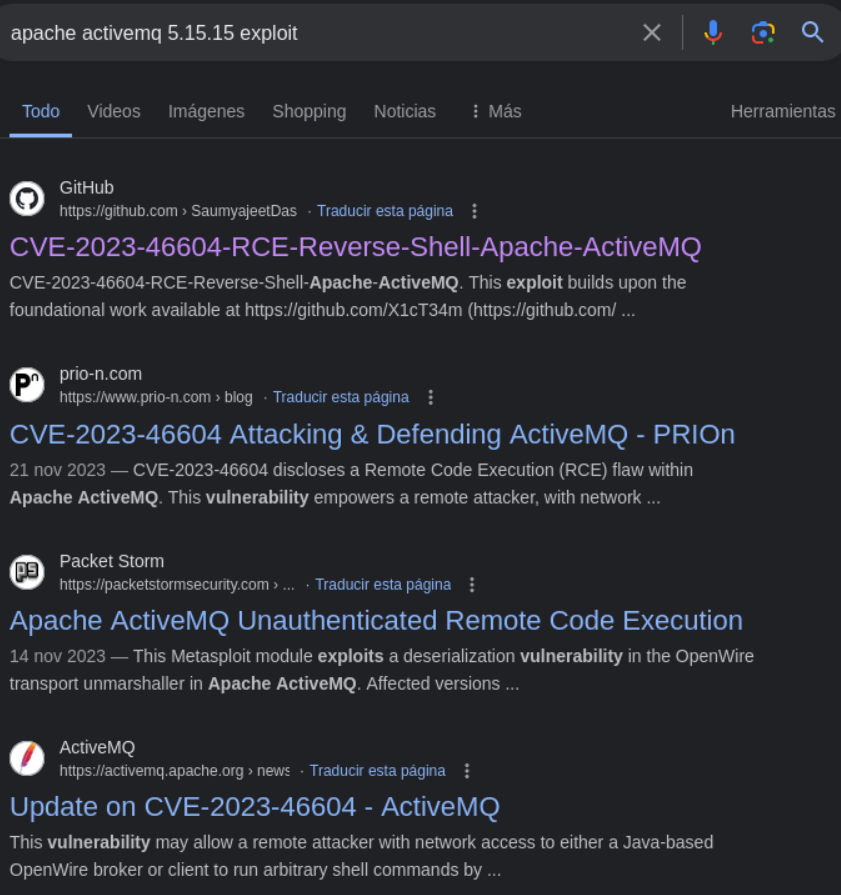 apache activemq 5.15.15 exploit
Todo Videos Imágenes Shopping Noticias Más Herramientas
GitHub
https://github.com › SaumyajeetDas · Traducir esta página
CVE-2023-46604-RCE-Reverse-Shell-Apache-ActiveMQ
CVE-2023-46604-RCE-Reverse-Shell-Apache-ActiveMQ. This exploit builds upon the
foundational work available at https://github.com/X1cT34m (https://github.com/ ...
prio-n.com
https://www.prio-n.com › blog · Traducir esta página
CVE-2023-46604 Attacking & Defending ActiveMQ - PRIOn
21 nov 2023 — CVE-2023-46604 discloses a Remote Code Execution (RCE) flaw within
Apache ActiveMQ. This vulnerability empowers a remote attacker, with network ...
Packet Storm
https://packetstormsecurity.com › ... · Traducir esta página
Apache ActiveMQ Unauthenticated Remote Code Execution
14 nov 2023 — This Metasploit module exploits a deserialization vulnerability in the OpenWire
transport unmarshaller in Apache ActiveMQ. Affected versions ...
ActiveMQ
https://activemq.apache.org › news · Traducir esta página
Update on CVE-2023-46604 - ActiveMQ
This vulnerability may allow a remote attacker with network access to either a Java-based
OpenWire broker or client to run arbitrary shell commands by ...